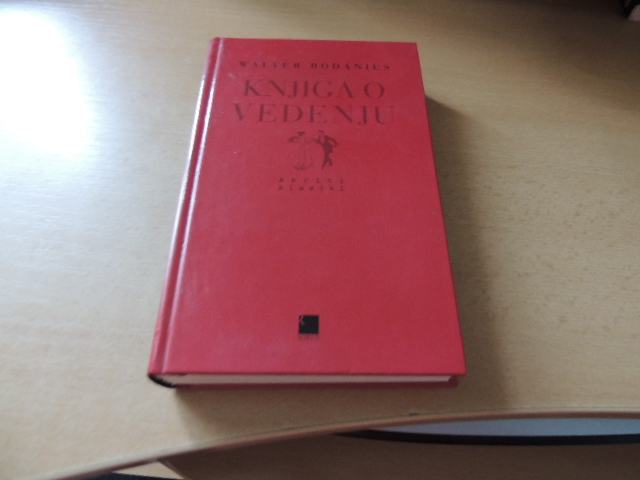 WALTER BODANIUS
KNJIGA O
VEDENJU